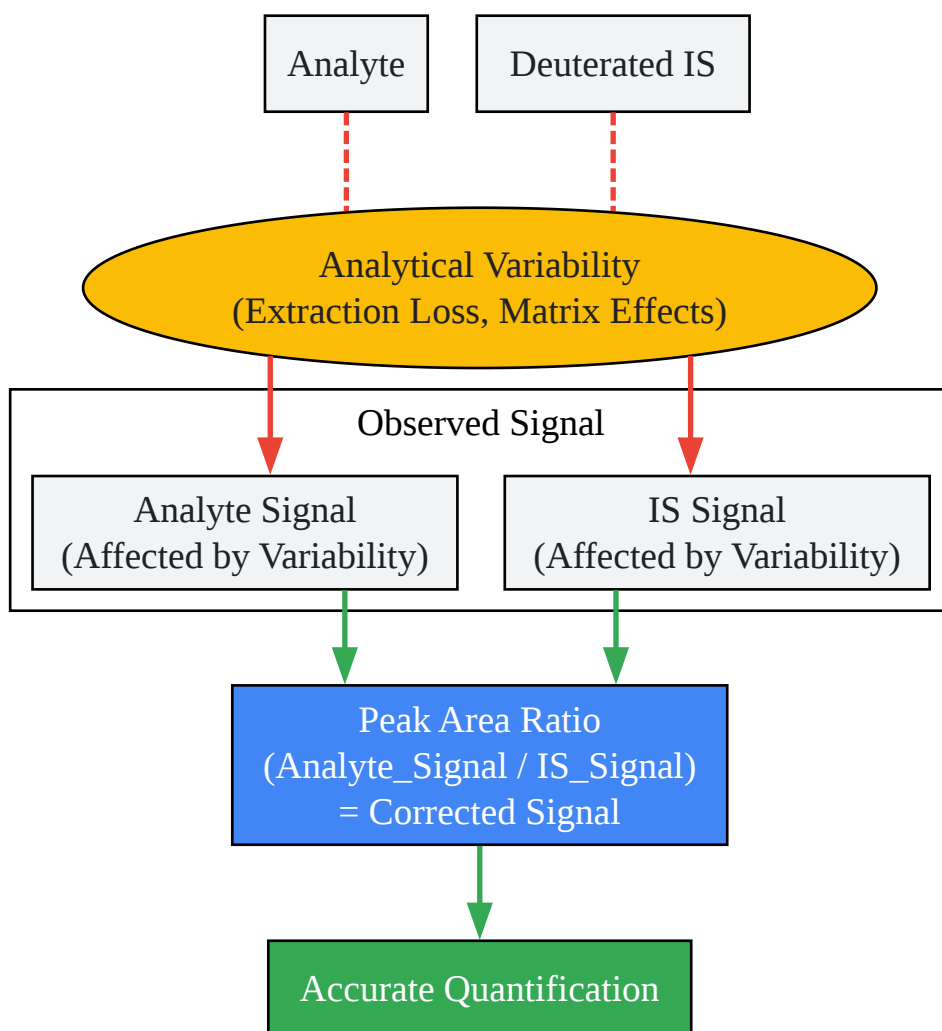 Analyte
Deuterated IS
Analytical Variability
(Extraction Loss, Matrix Effects)
Observed Signal
Analyte Signal
(Affected by Variability)
IS Signal
(Affected by Variability)
Peak Area Ratio
(Analyte_Signal / IS_Signal)
= Corrected Signal
Accurate Quantification